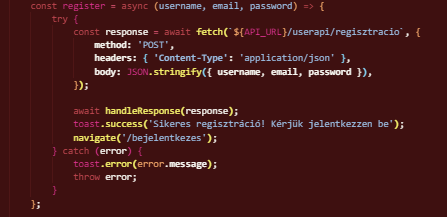 const register = async (username, email, password) => {
try {
const response = await fetch(`${API_URL}/userapi/regisztracio`, {
method: 'POST',
headers: { 'Content-Type': 'application/json' },
body: JSON.stringify({ username, email, password }),
});
await handleResponse(response);
toast.success('Sikeres regisztráció! Kérjük jelentkezzen be');
navigate('/bejelentkezes');
} catch (error) {
toast.error(error.message);
throw error;
}
};